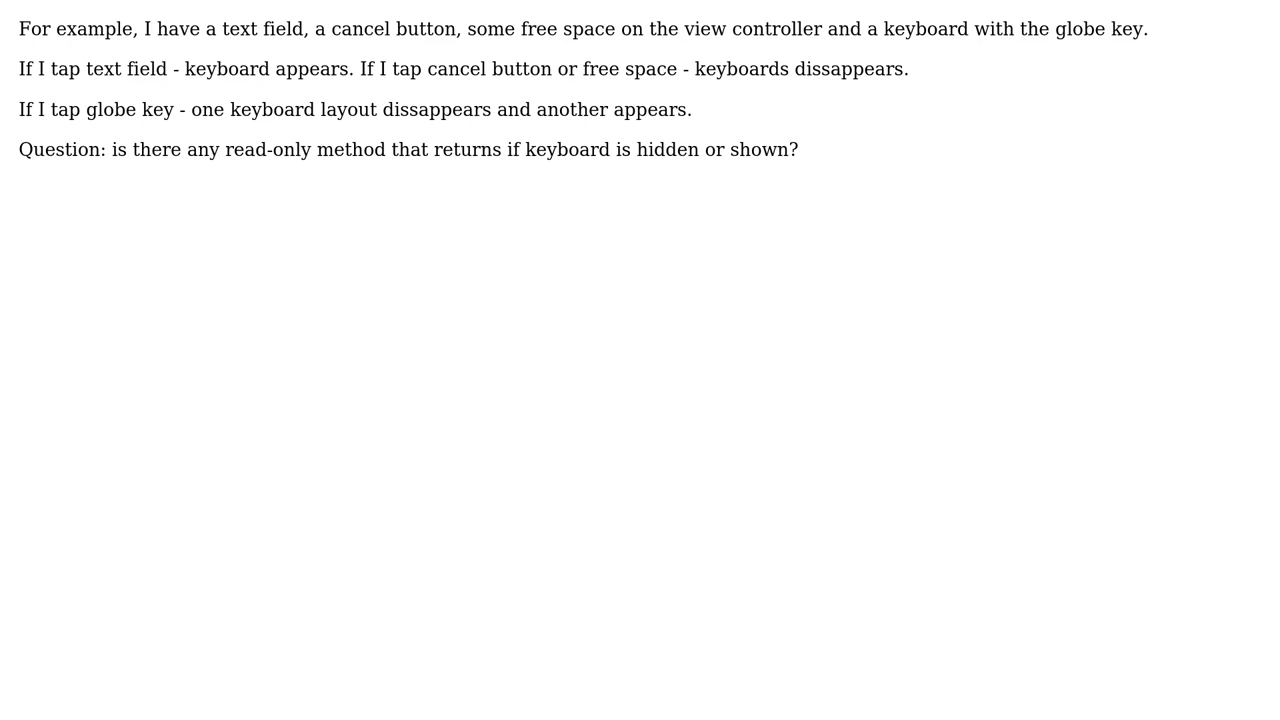 For example, I have a text field, a cancel button, some free space on the view controller and a keyboard with the globe key.
If I tap text field - keyboard appears. If I tap cancel button or free space - keyboards dissappears.
If I tap globe key - one keyboard layout dissappears and another appears.
Question: is there any read-only method that returns if keyboard is hidden or shown?